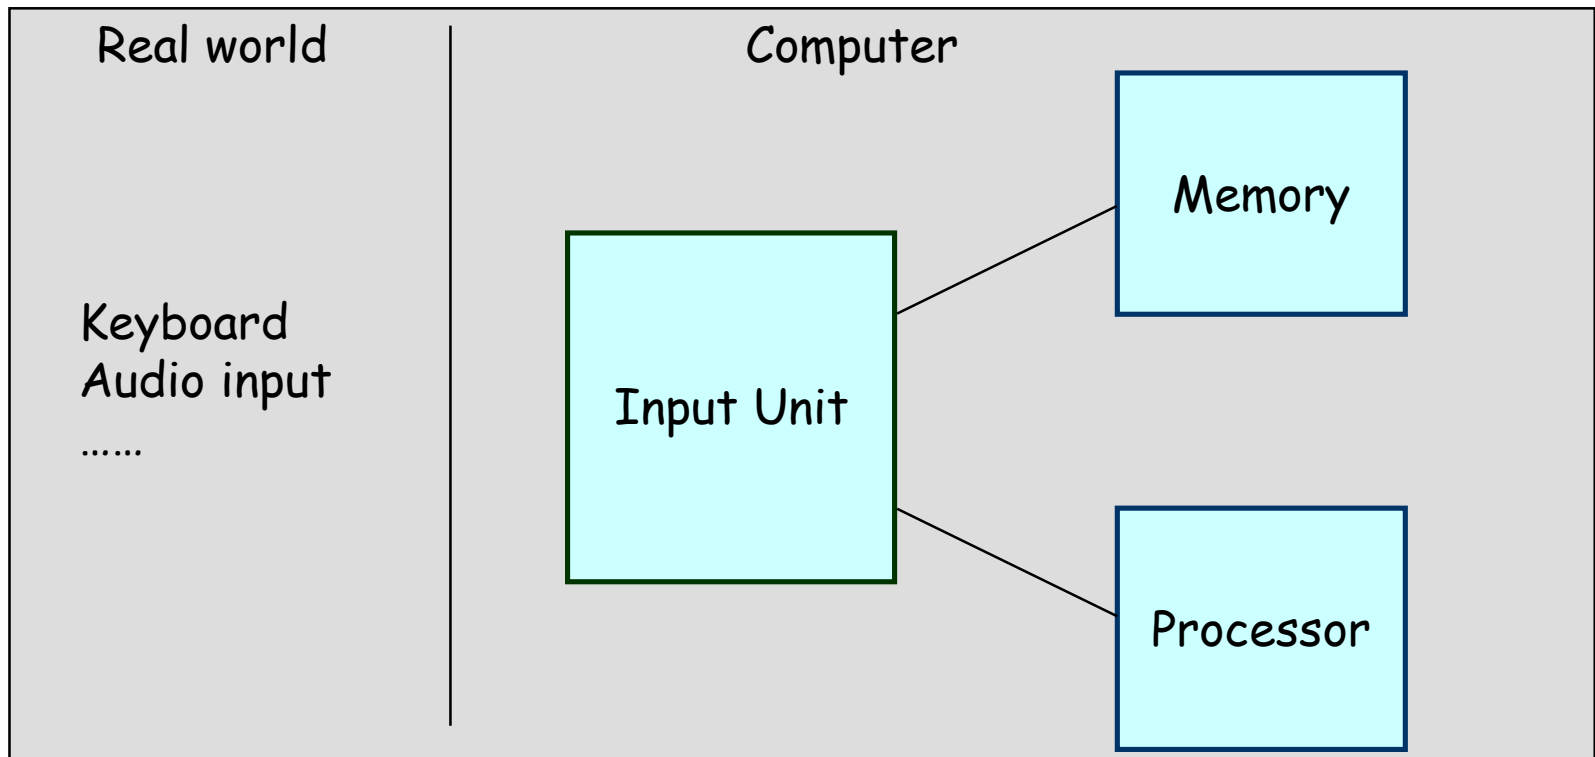 Real world
Computer
Memory
Keyboard
Audio input
......
Input Unit
Processor